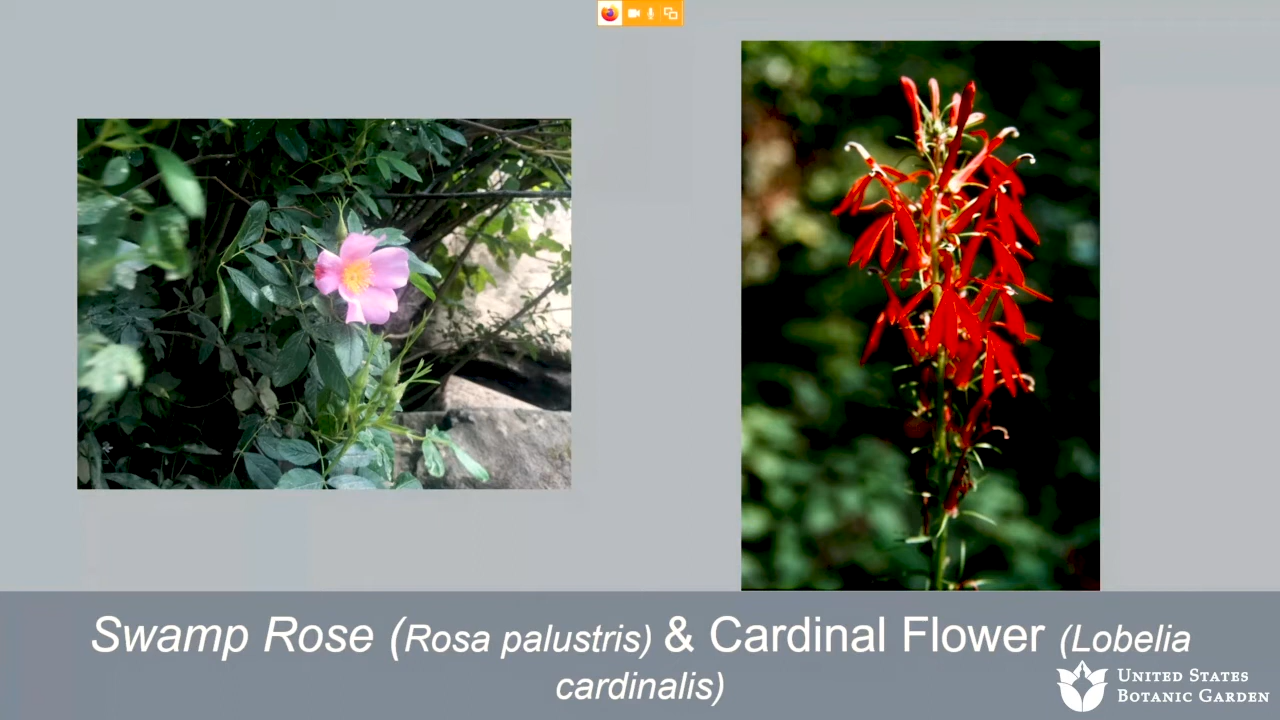 Swamp Rose (Rosa palustris) & Cardinal Flower (Lobelia
cardinalis)
United States
Botanic Garden